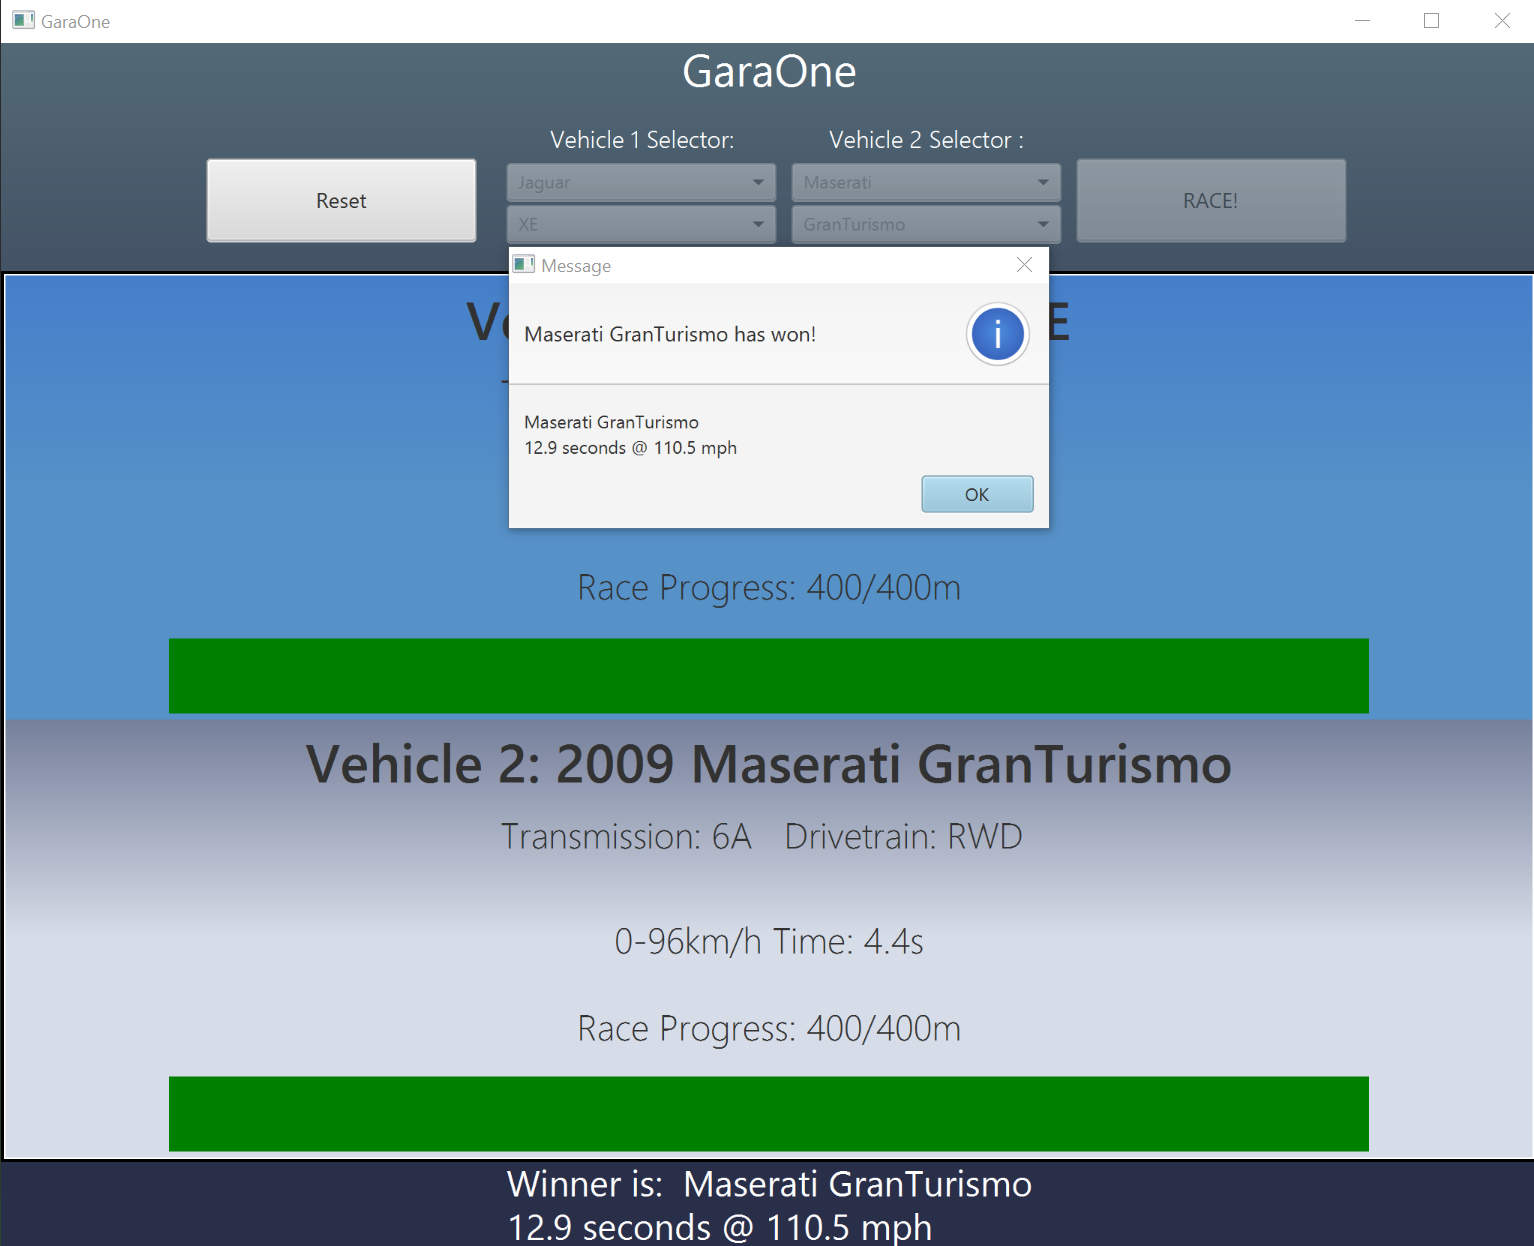 GaraOne
GaraOne
Vehicle 1 Selector:
Vehicle 2 Selector :
Reset
Jaguar
Maserati
RACE!
XE
GranTurismo
Message
Maserati GranTurismo has won!
Maserati GranTurismo
12.9 seconds @ 110.5 mph
OK
Race Progress: 400/400m
Vehicle 2: 2009 Maserati GranTurismo
Transmission: 6A Drivetrain: RWD
0-96km/h Time: 4.4s
Race Progress: 400/400m
Winner is: Maserati GranTurismo
12.9 seconds @ 110.5 mph